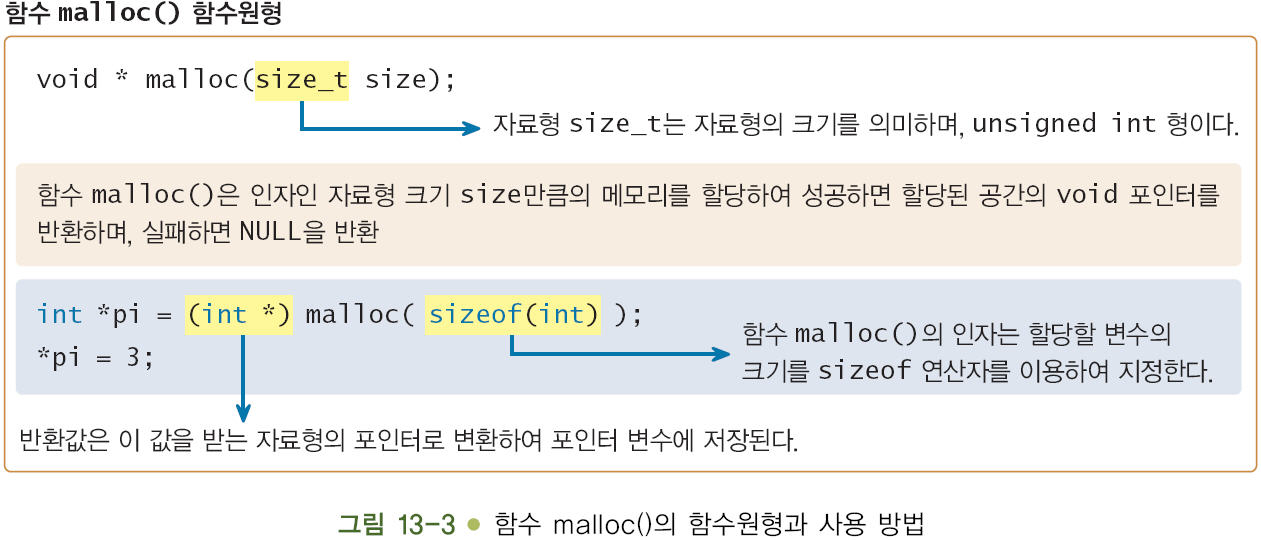 함수 malloc() 함수원형
void * malloc(size_t size);
자료형 size_t는 자료형의 크기를 의미하며, unsigned int 형이다.
함수 malloc()은 인자인 자료형 크기 size만큼의 메모리를 할당하여 성공하면 할당된 공간의 void 포인터를
반환하며, 실패하면 NULL을 반환
int *pi = (int *) malloc( sizeof(int) );
*pi = 3;
함수 malloc()의 인자는 할당할 변수의
크기를 sizeof 연산자를 이용하여 지정한다.
반환값은 이 값을 받는 자료형의 포인터로 변환하여 포인터 변수에 저장된다.
그림 13-3 ● 함수 malloc()의 함수원형과 사용 방법